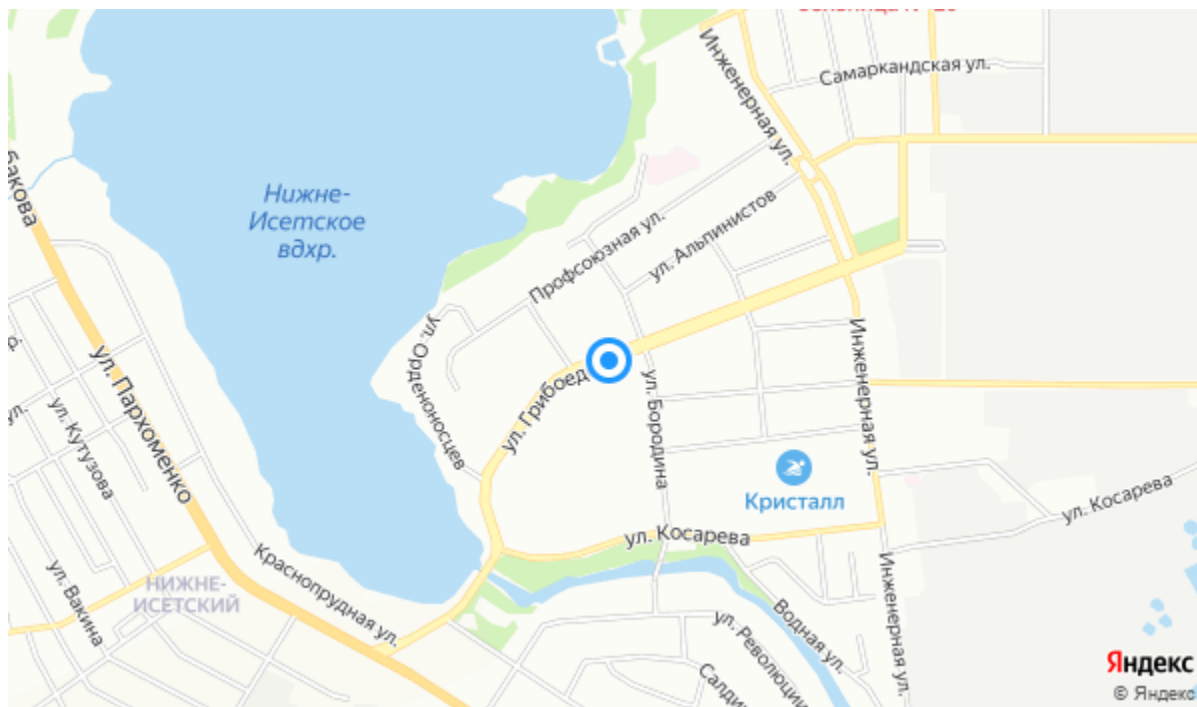 Инженерная ул.
Самаркандская ул.
бакова
Нижне-
Исетское
вдхр.
ул. Альпинистов
Профсоюзная ул.
ул. Орденоносцев
ул. Пархоменко
ул. Кутузова
ул.
ул. Грибоед
ул. Бородина
Инженерная ул.
Кристалл
ул. Косарева
ул. Косарева
Краснопрудная ул.
НИЖНЕ-
ИСЕТСКИЙ
ул. Вакина
Инженерная ул.
Водная ул.
ул. Революции
Салди
Яндекс
© Яндекс